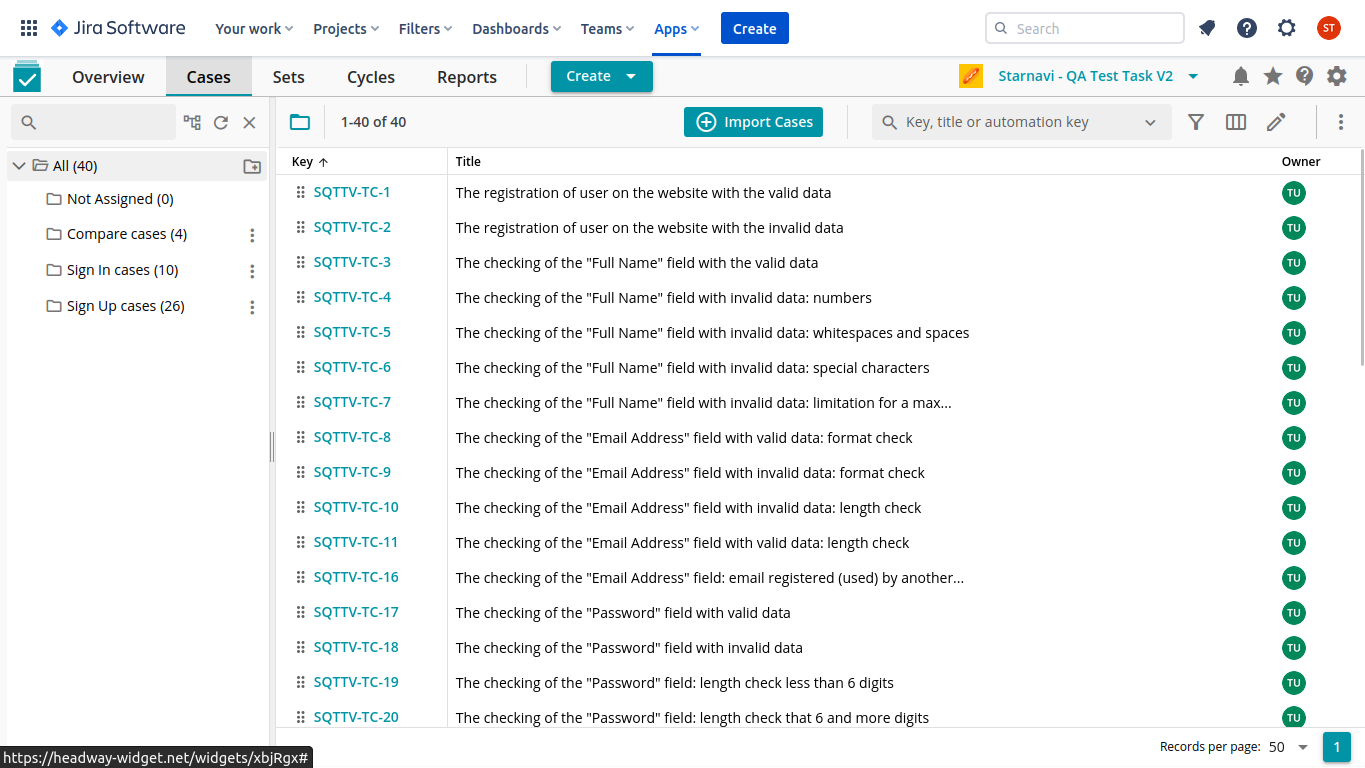 Jira Software Your work Projects Filters Dashboards Teams Apps Create Search ST
Overview Cases Sets Cycles Reports Create Starnavi - QA Test Task V2
1-40 of 40 Import Cases Key, title or automation key
All (40)
Not Assigned (0)
Compare cases (4)
Sign In cases (10)
Sign Up cases (26)
Key Title Owner
SQTTV-TC-1 The registration of user on the website with the valid data TU
SQTTV-TC-2 The registration of user on the website with the invalid data TU
SQTTV-TC-3 The checking of the "Full Name" field with the valid data TU
SQTTV-TC-4 The checking of the "Full Name" field with invalid data: numbers TU
SQTTV-TC-5 The checking of the "Full Name" field with invalid data: whitespaces and spaces TU
SQTTV-TC-6 The checking of the "Full Name" field with invalid data: special characters TU
SQTTV-TC-7 The checking of the "Full Name" field with invalid data: limitation for a max... TU
SQTTV-TC-8 The checking of the "Email Address" field with valid data: format check TU
SQTTV-TC-9 The checking of the "Email Address" field with invalid data: format check TU
SQTTV-TC-10 The checking of the "Email Address" field with invalid data: length check TU
SQTTV-TC-11 The checking of the "Email Address" field with valid data: length check TU
SQTTV-TC-16 The checking of the "Email Address" field: email registered (used) by another... TU
SQTTV-TC-17 The checking of the "Password" field with valid data TU
SQTTV-TC-18 The checking of the "Password" field with invalid data TU
SQTTV-TC-19 The checking of the "Password" field: length check less than 6 digits TU
SQTTV-TC-20 The checking of the "Password" field: length check that 6 and more digits TU
Records per page: 50 1
https://headway-widget.net/widgets/xbjRgx#